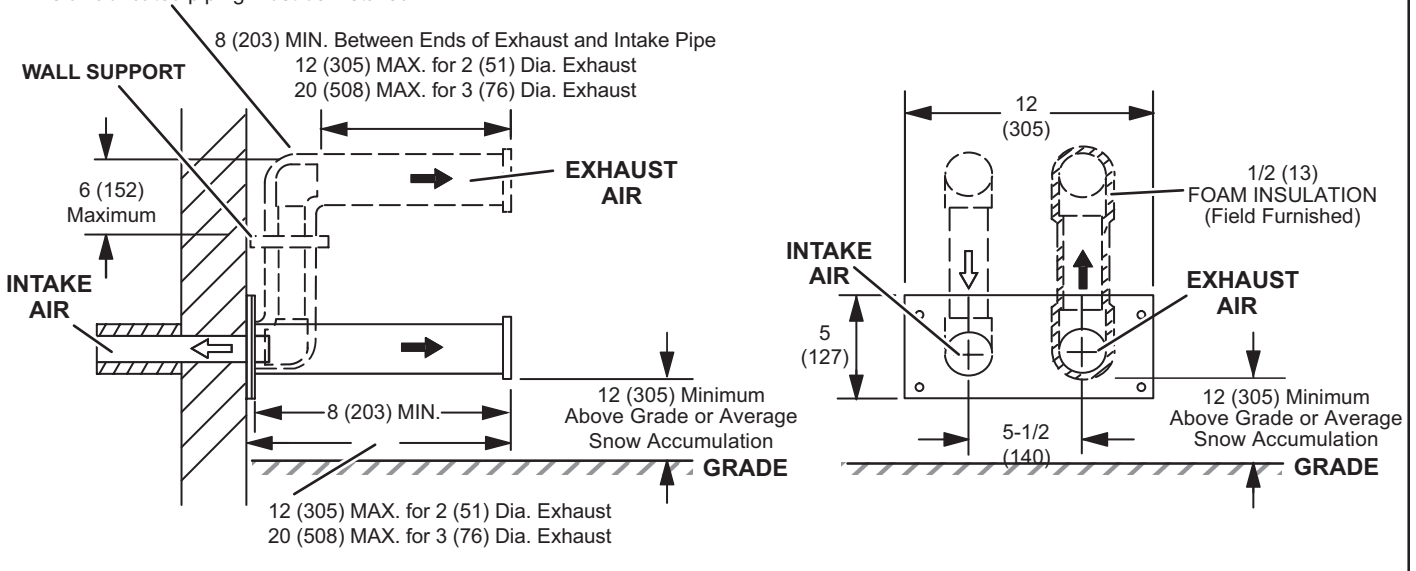 8 (203) MIN. Between Ends of Exhaust and Intake Pipe
12 (305) MAX. for 2 (51) Dia. Exhaust
20 (508) MAX. for 3 (76) Dia. Exhaust
WALL SUPPORT
6 (152)
Maximum
EXHAUST
AIR
INTAKE
AIR
8 (203) MIN.
12 (305) Minimum
Above Grade or Average
Snow Accumulation
GRADE
12 (305) MAX. for 2 (51) Dia. Exhaust
20 (508) MAX. for 3 (76) Dia. Exhaust
12
(305)
1/2 (13)
FOAM INSULATION
(Field Furnished)
INTAKE
AIR
EXHAUST
AIR
5
(127)
5-1/2
(140)
12 (305) Minimum
Above Grade or Average
Snow Accumulation
GRADE